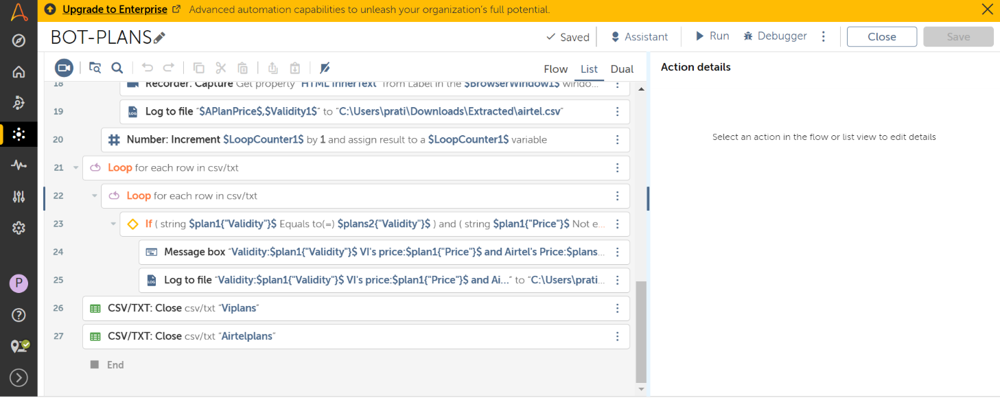 Upgrade to Enterprise Advanced automation capabilities to unleash your organization's full potential.
BOT-PLANS Saved Assistant Run Debugger Close Save
Flow List Dual
Action details
Select an action in the flow or list view to edit details
18 Recorder: Capture Get property "HTML InnerText" from Label in the $BrowserWindow1$ windo...
19 Log to file "$APlanPrice$,$Validity1$" to "C:\Users\prati\Downloads\Extracted\airtel.csv"
20 Number: Increment $LoopCounter1$ by 1 and assign result to a $LoopCounter1$ variable
21 Loop for each row in csv/txt
22 Loop for each row in csv/txt
23 If ( string $plan1{"Validity"}$ Equals to(=) $plans2{"Validity"}$ ) and ( string $plan1{"Price"}$ Not e...
24 Message box "Validity:$plan1{"Validity"}$ VI's price:$plan1{"Price"}$ and Airtel's Price:$plans...
25 Log to file "Validity:$plan1{"Validity"}$ VI's price:$plan1{"Price"}$ and Ai..." to "C:\Users\prati...
26 CSV/TXT: Close csv/txt "Viplans"
27 CSV/TXT: Close csv/txt "Airtelplans"
End
P